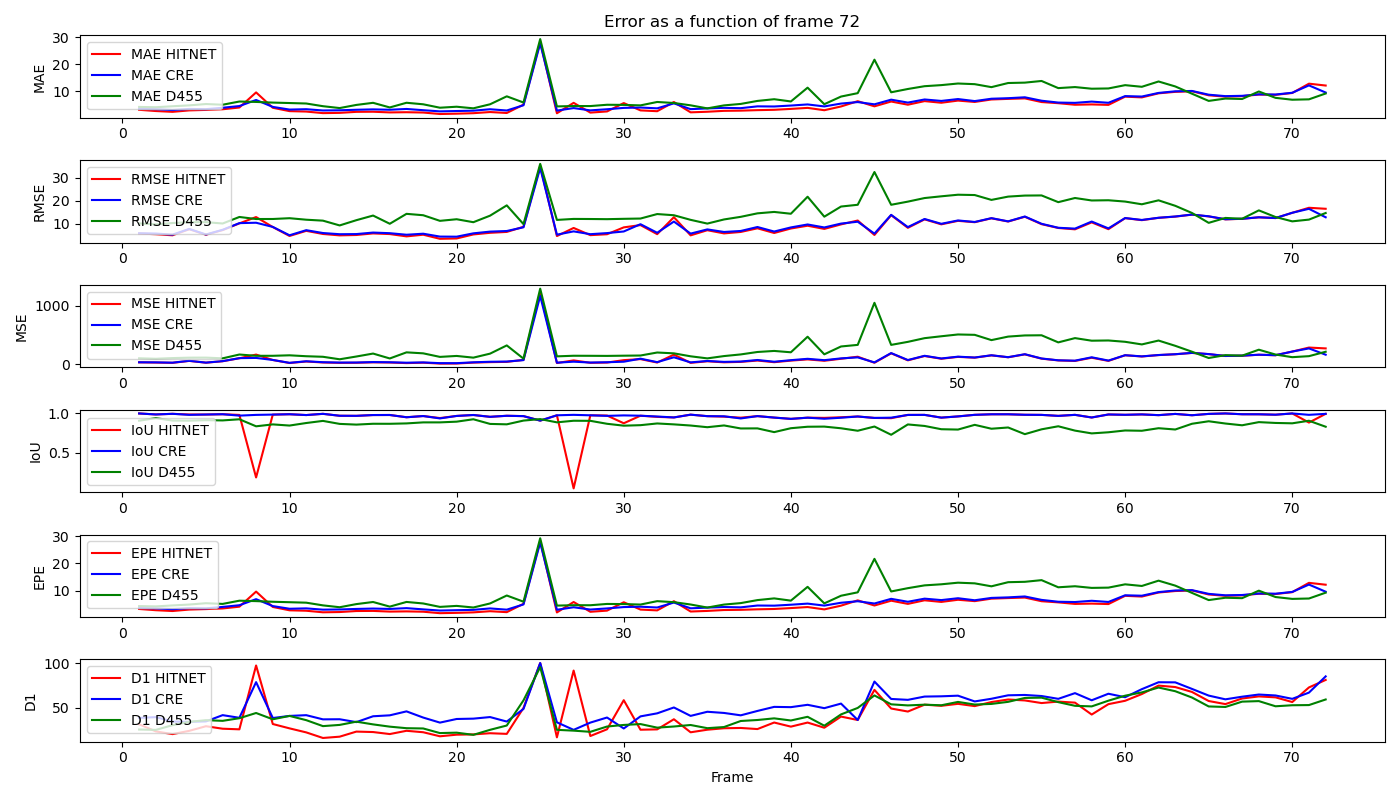 Error as a function of frame 72
30
20
10
MAE
MAE HITNET
MAE CRE
MAE D455
0 10 20 30 40 50 60 70
30
20
10
RMSE
RMSE HITNET
RMSE CRE
RMSE D455
0 10 20 30 40 50 60 70
1000
0
MSE
MSE HITNET
MSE CRE
MSE D455
0 10 20 30 40 50 60 70
1.0
0.5
IoU
IoU HITNET
IoU CRE
IoU D455
0 10 20 30 40 50 60 70
30
20
10
EPE
EPE HITNET
EPE CRE
EPE D455
0 10 20 30 40 50 60 70
100
50
D1
D1 HITNET
D1 CRE
D1 D455
0 10 20 30 40 50 60 70
Frame